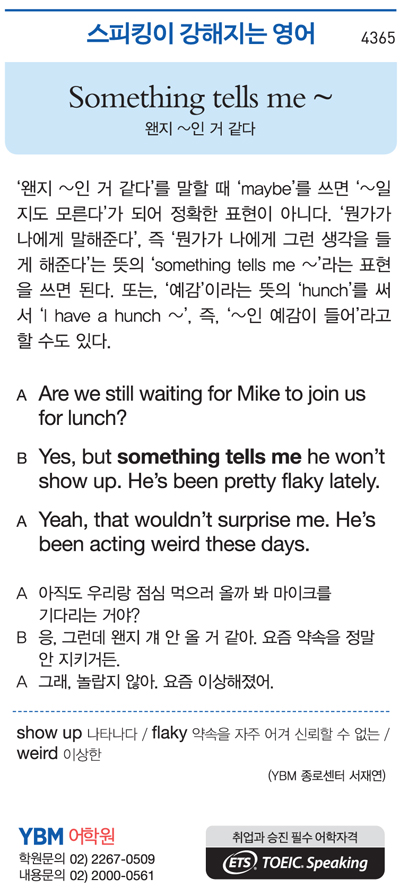 스피킹이 강해지는 영어 4365
Something tells me ~
왠지 ~인 거 같다
‘왠지 ~인 거 같다’를 말할 때 ‘maybe’를 쓰면 ‘~일
지도 모른다’가 되어 정확한 표현이 아니다. ‘뭔가가
나에게 말해준다’, 즉 ‘뭔가가 나에게 그런 생각을 들
게 해준다’는 뜻의 ‘something tells me ~’라는 표현
을 쓰면 된다. 또는, ‘예감’이라는 뜻의 ‘hunch’를 써
서 ‘I have a hunch ~’, 즉, ‘~인 예감이 들어’라고
할 수도 있다.
A Are we still waiting for Mike to join us
for lunch?
B Yes, but something tells me he won’t
show up. He’s been pretty flaky lately.
A Yeah, that wouldn’t surprise me. He’s
been acting weird these days.
A 아직도 우리랑 점심 먹으러 올까 봐 마이크를
기다리는 거야?
B 응, 그런데 왠지 걔 안 올 거 같아. 요즘 약속을 정말
안 지키거든.
A 그래, 놀랍지 않아. 요즘 이상해졌어.
show up 나타나다 / flaky 약속을 자주 어겨 신뢰할 수 없는 /
weird 이상한
(YBM 종로센터 서재연)
YBM 어학원
학원문의 02) 2267-0509
내용문의 02) 2000-0561
취업과 승진 필수 어학자격
ETS TOEIC. Speaking